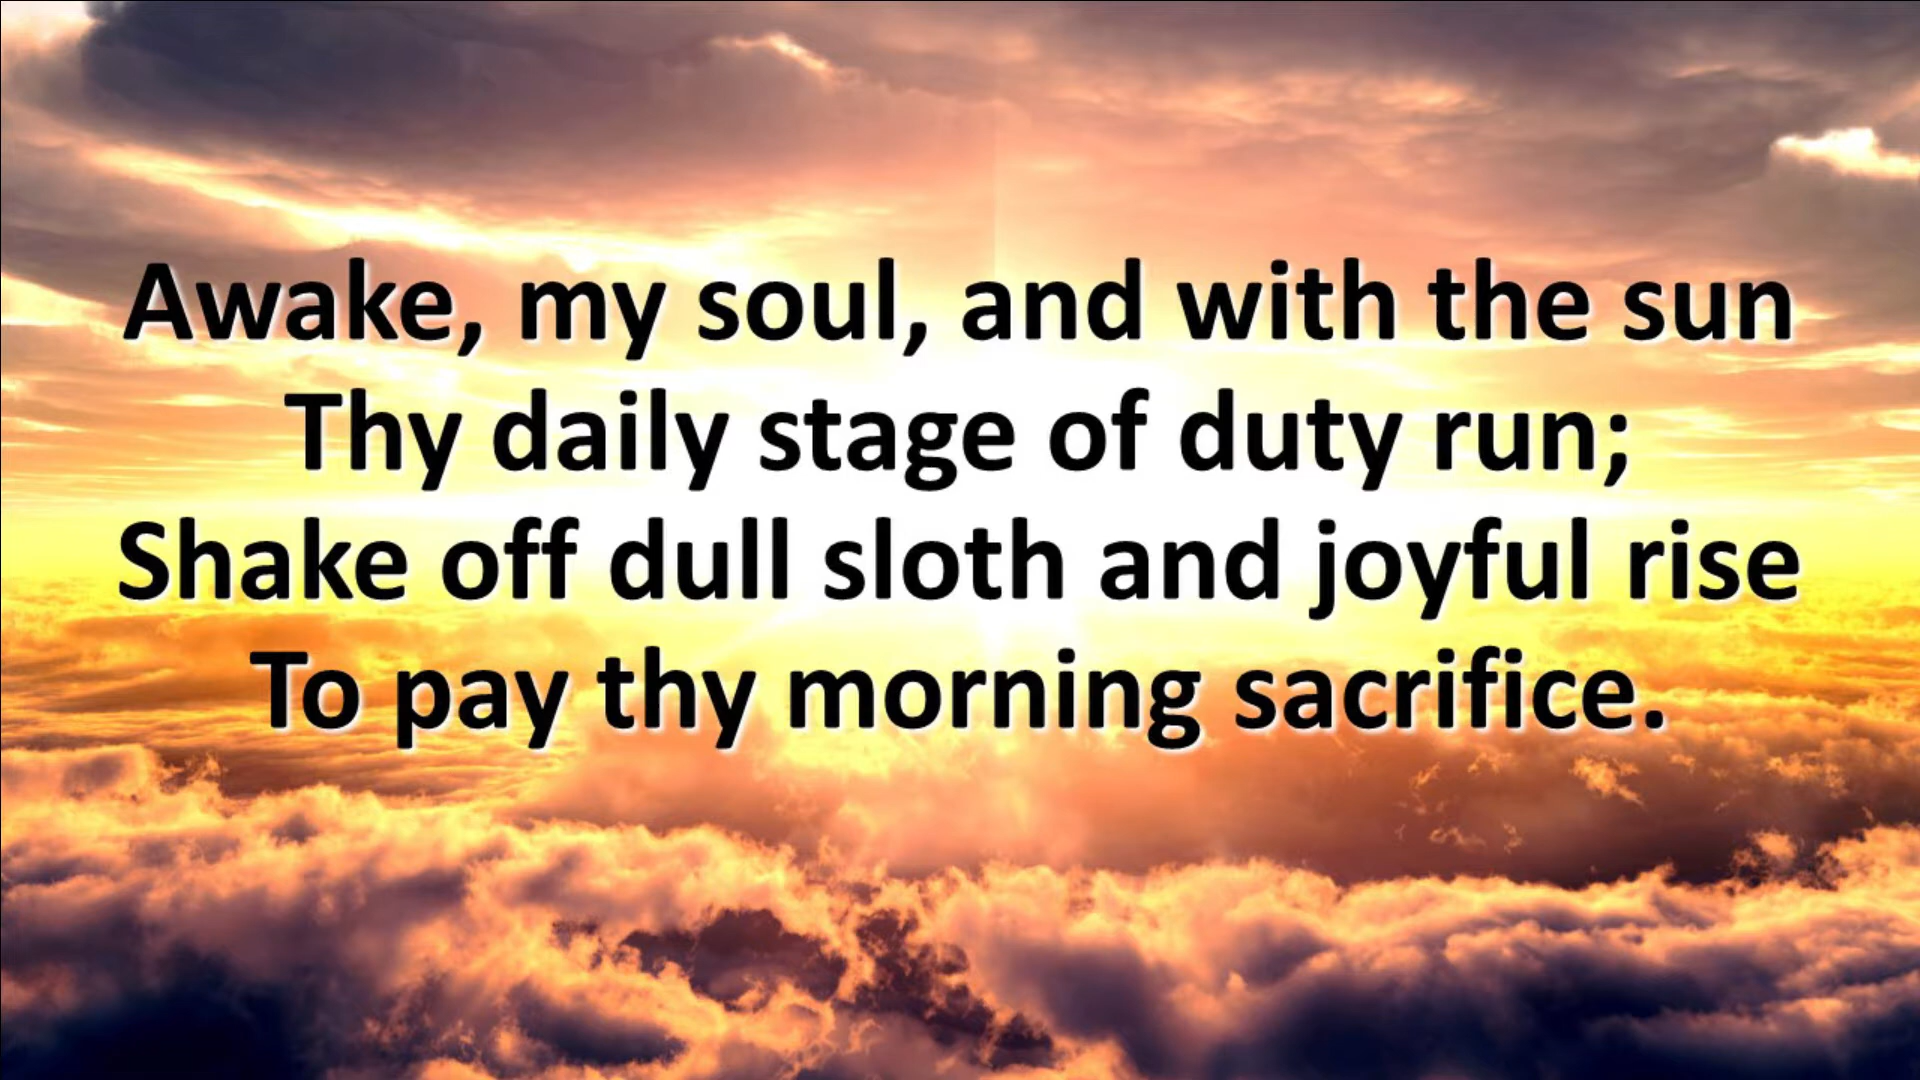 Awake, my soul, and with the sun
Thy daily stage of duty run;
Shake off dull sloth and joyful rise
To pay thy morning sacrifice.